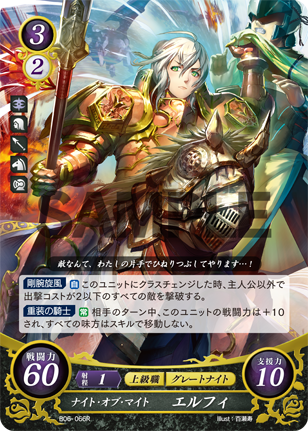 3
2
SAMPLE
敵なんて、わたしの片手でひねりつぶしてやります…！
剛腕旋風 自 このユニットにクラスチェンジした時、主人公以外で
出撃コストが2以下のすべての敵を撃破する。
重装の騎士 常 相手のターン中、このユニットの戦闘力は＋10
され、すべての味方はスキルで移動しない。
戦闘力
60
射程 1 上級職 グレートナイト
支援力
10
ナイト・オブ・マイト エルフィ
B06-066R
Illust：百瀬寿